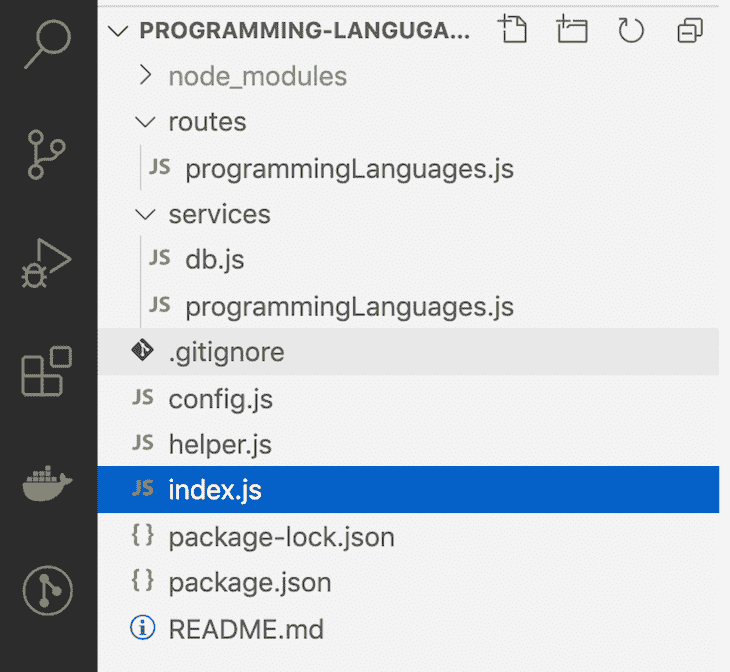 PROGRAMMING-LANGUGA...
node_modules
routes
JS programmingLanguages.js
services
JS db.js
JS programmingLanguages.js
.gitignore
JS config.js
JS helper.js
JS index.js
{} package-lock.json
{} package.json
README.md